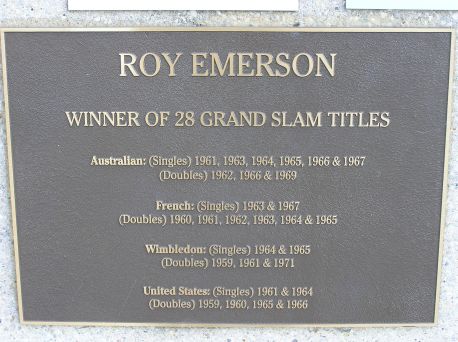 ROY EMERSON
WINNER OF 28 GRAND SLAM TITLES
Australian: (Singles) 1961, 1963, 1964, 1965, 1966 & 1967
(Doubles) 1962, 1966 & 1969
French: (Singles) 1963 & 1967
(Doubles) 1960, 1961, 1962, 1963, 1964 & 1965
Wimbledon: (Singles) 1964 & 1965
(Doubles) 1959, 1961 & 1971
United States: (Singles) 1961 & 1964
(Doubles) 1959, 1960, 1965 & 1966